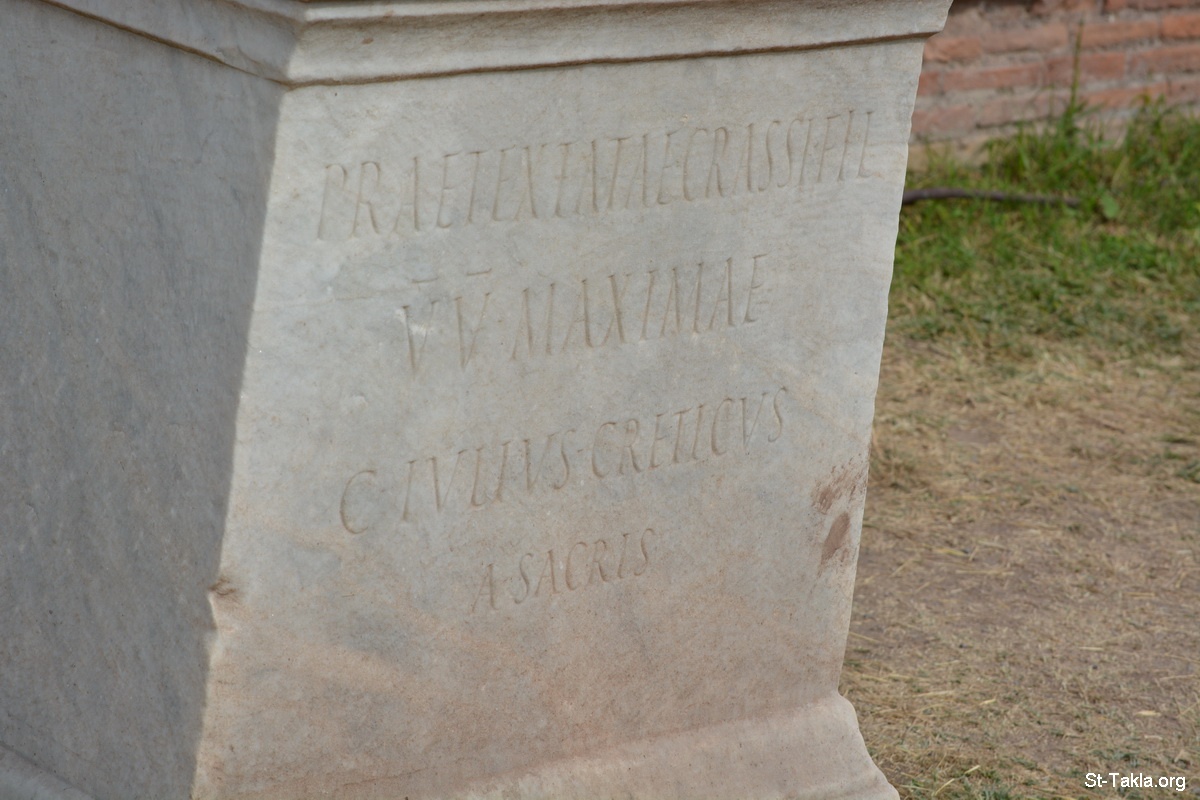 PRAETEXTATAE CRASSI FIL
V̅ V̅ MAXIMAE
C·IVLIVS·CRETICVS
A·SACRIS
St-Takla.org